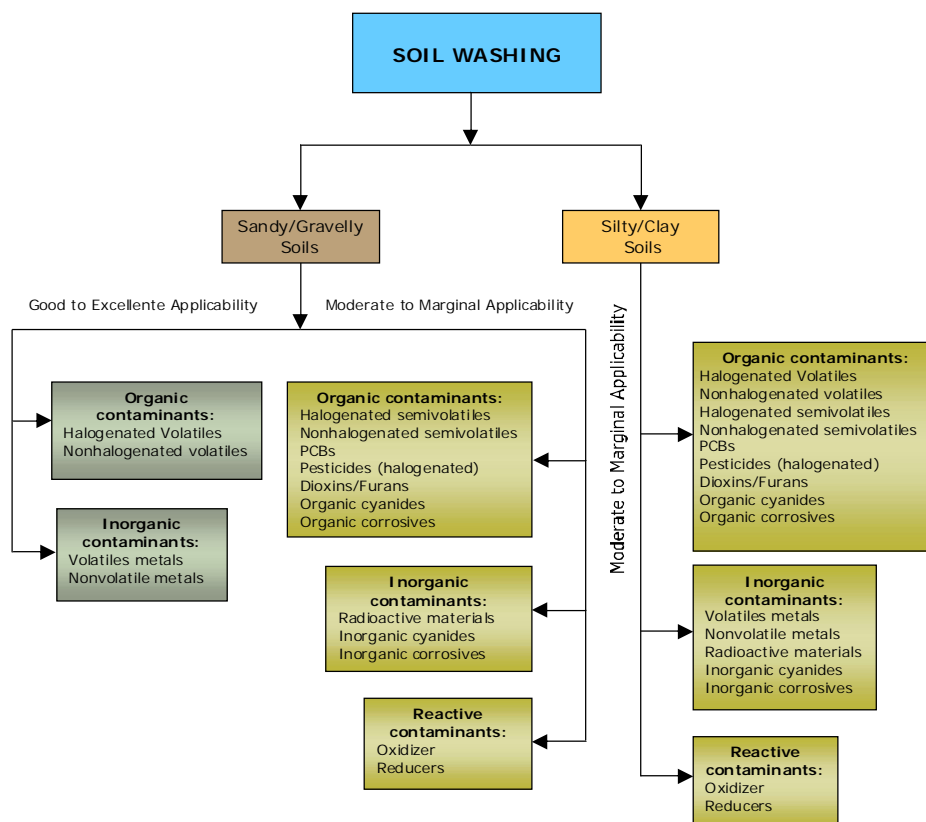 SOIL WASHING
Sandy/Gravelly
Soils
Silty/Clay
Soils
Good to Excellente Applicability
Moderate to Marginal Applicability
Moderate to Marginal Applicability
Organic
contaminants:
Halogenated Volatiles
Nonhalogenated volatiles
Inorganic
contaminants:
Volatiles metals
Nonvolatile metals
Organic contaminants:
Halogenated semivolatiles
Nonhalogenated semivolatiles
PCBs
Pesticides (halogenated)
Dioxins/Furans
Organic cyanides
Organic corrosives
Inorganic
contaminants:
Radioactive materials
Inorganic cyanides
Inorganic corrosives
Reactive
contaminants:
Oxidizer
Reducers
Organic contaminants:
Halogenated Volatiles
Nonhalogenated volatiles
Halogenated semivolatiles
Nonhalogenated semivolatiles
PCBs
Pesticides (halogenated)
Dioxins/Furans
Organic cyanides
Organic corrosives
Inorganic
contaminants:
Volatiles metals
Nonvolatile metals
Radioactive materials
Inorganic cyanides
Inorganic corrosives
Reactive
contaminants:
Oxidizer
Reducers